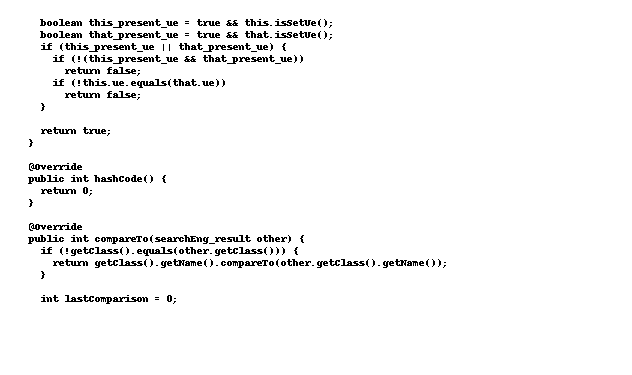 boolean this_present_ue = true && this.isSetUe();
boolean that_present_ue = true && that.isSetUe();
if (this_present_ue || that_present_ue) {
if (!(this_present_ue && that_present_ue))
return false;
if (!this.ue.equals(that.ue))
return false;
}
return true;
}
@Override
public int hashCode() {
return 0;
}
@Override
public int compareTo(searchEng_result other) {
if (!getClass().equals(other.getClass())) {
return getClass().getName().compareTo(other.getClass().getName());
}
int lastComparison = 0;